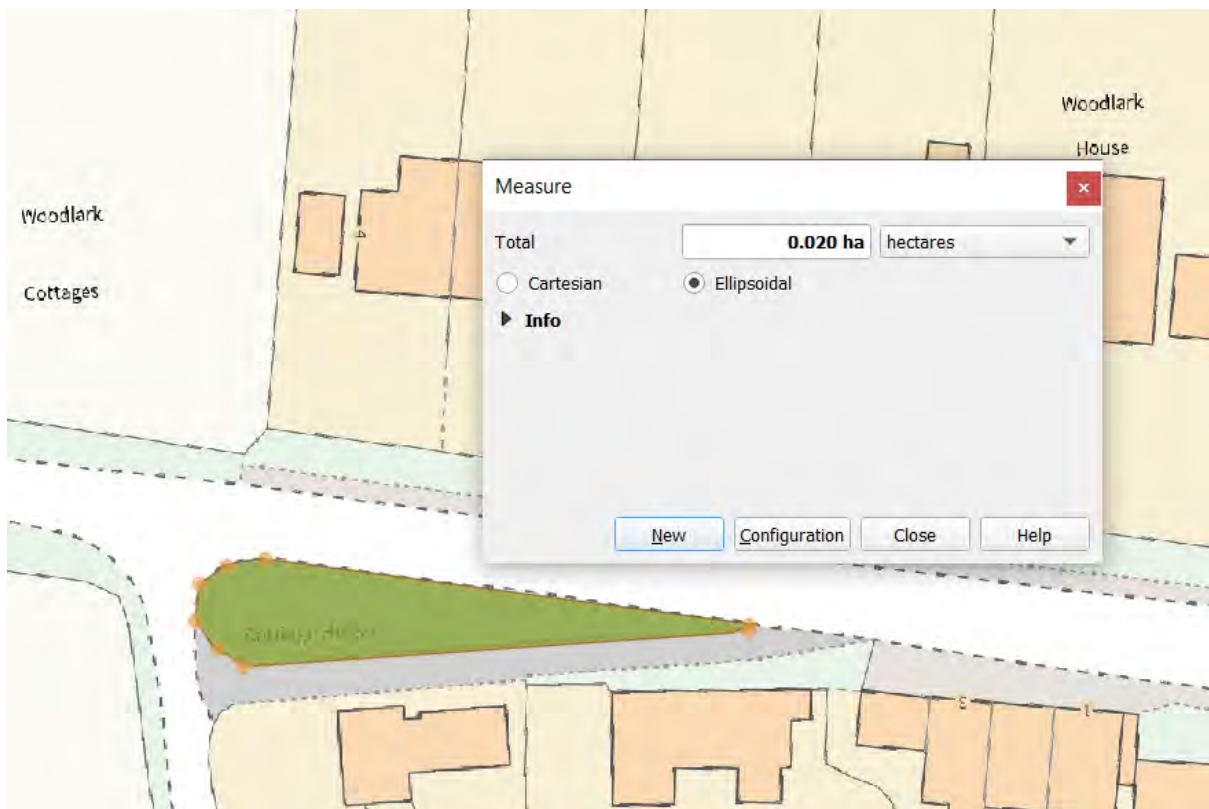 Woodlark
House
Measure
Woodlark
Total 0.020 ha hectares
4
Cartesian Ellipsoidal
Cottages
Info
New Configuration Close Help
3 1